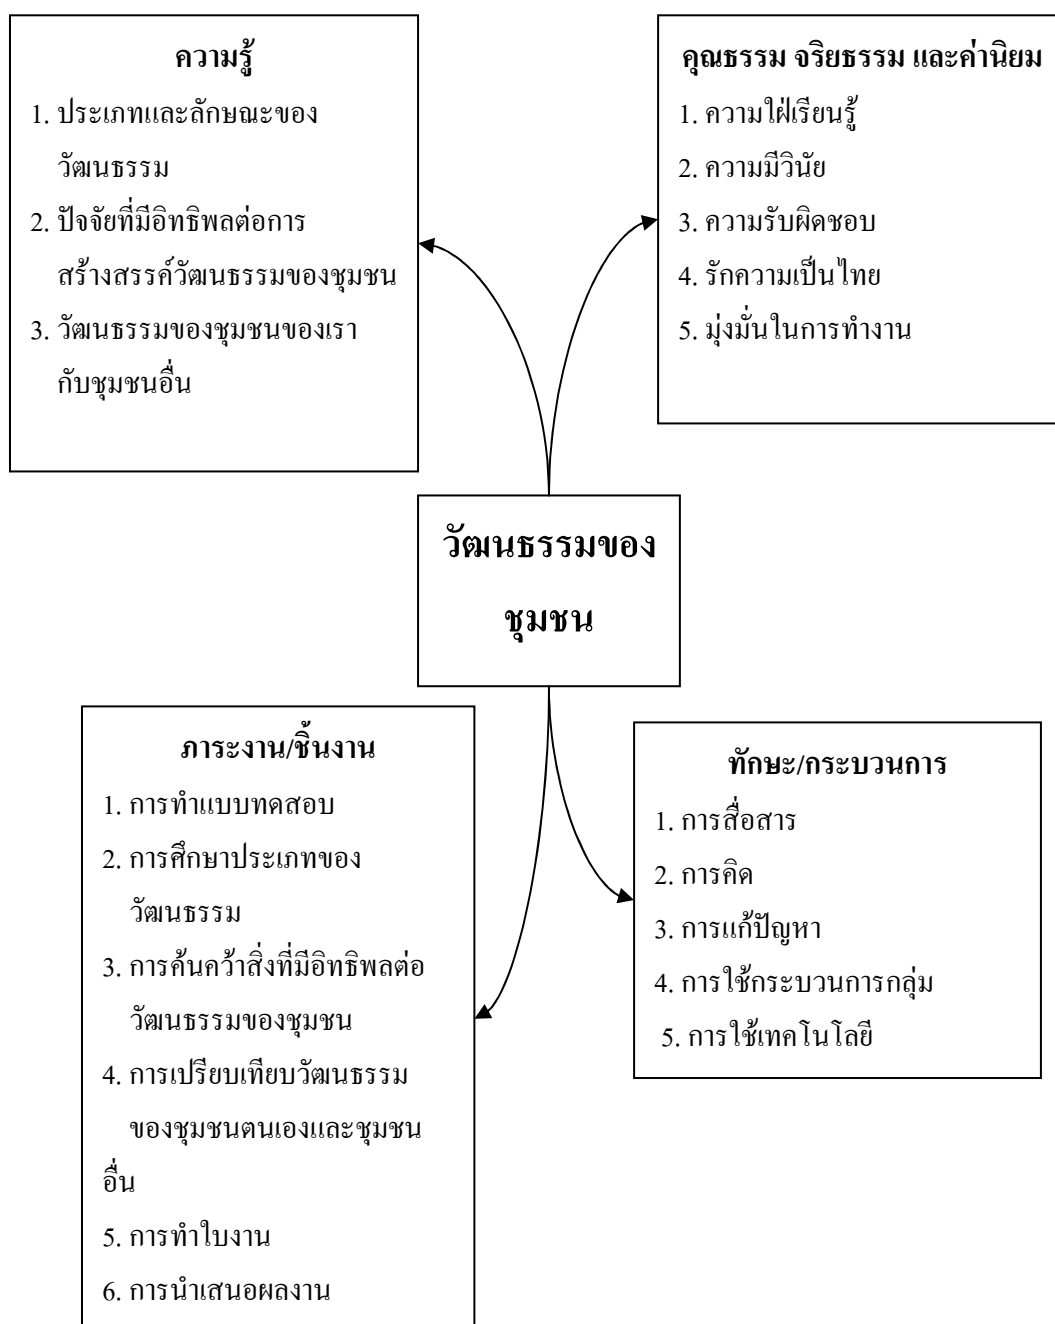 ความรู้
1. ประเภทและลักษณะของ
วัฒนธรรม
2. ปัจจัยที่มีอิทธิพลต่อการ
สร้างสรรค์วัฒนธรรมของชุมชน
3. วัฒนธรรมของชุมชนของเรา
กับชุมชนอื่น
คุณธรรม จริยธรรม และค่านิยม
1. ความใฝ่เรียนรู้
2. ความมีวินัย
3. ความรับผิดชอบ
4. รักความเป็นไทย
5. มุ่งมั่นในการทำงาน
วัฒนธรรมของ
ชุมชน
ภาระงาน/ชิ้นงาน
1. การทำแบบทดสอบ
2. การศึกษาประเภทของ
วัฒนธรรม
3. การค้นคว้าสิ่งที่มีอิทธิพลต่อ
วัฒนธรรมของชุมชน
4. การเปรียบเทียบวัฒนธรรม
ของชุมชนตนเองและชุมชน
อื่น
5. การทำใบงาน
6. การนำเสนอผลงาน
ทักษะ/กระบวนการ
1. การสื่อสาร
2. การคิด
3. การแก้ปัญหา
4. การใช้กระบวนการกลุ่ม
5. การใช้เทคโนโลยี